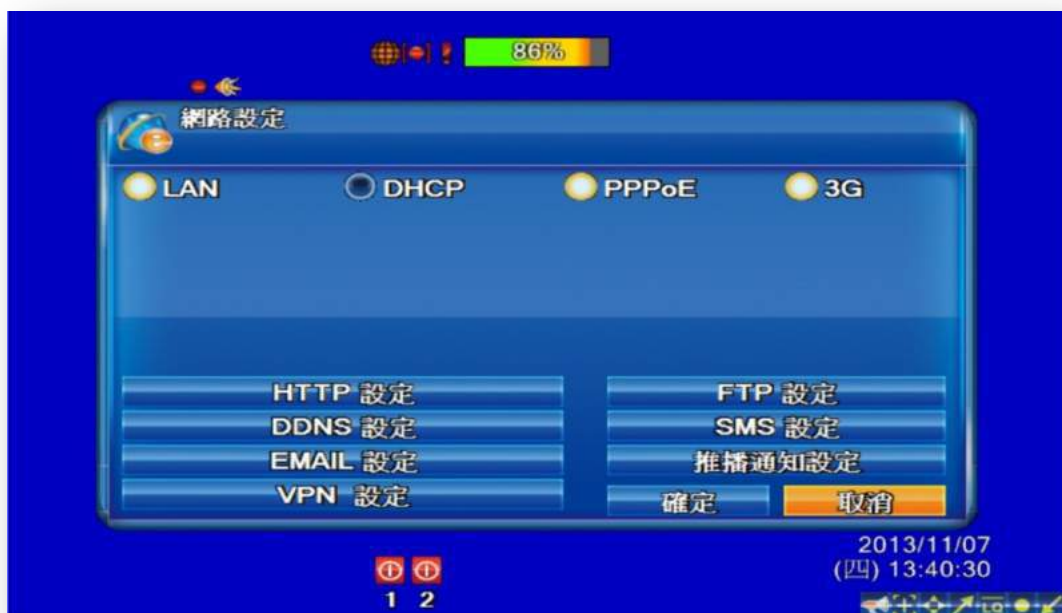 86%
網路設定
LAN DHCP PPPoE 3G
HTTP 設定 FTP 設定
DDNS 設定 SMS 設定
EMAIL 設定 推播通知設定
VPN 設定 確定 取消
2013/11/07
(四) 13:40:30
1 2